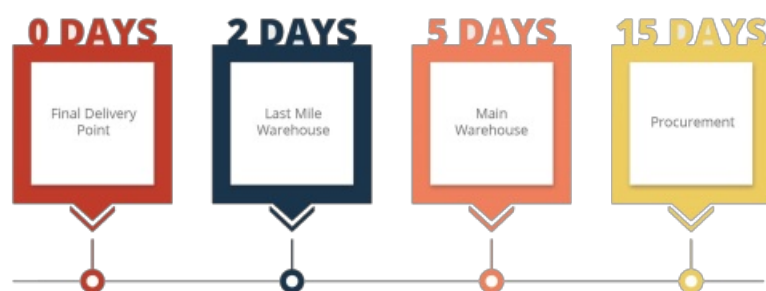 0 DAYS
2 DAYS
5 DAYS
15 DAYS
Final Delivery
Point
Last Mile
Warehouse
Main
Warehouse
Procurement